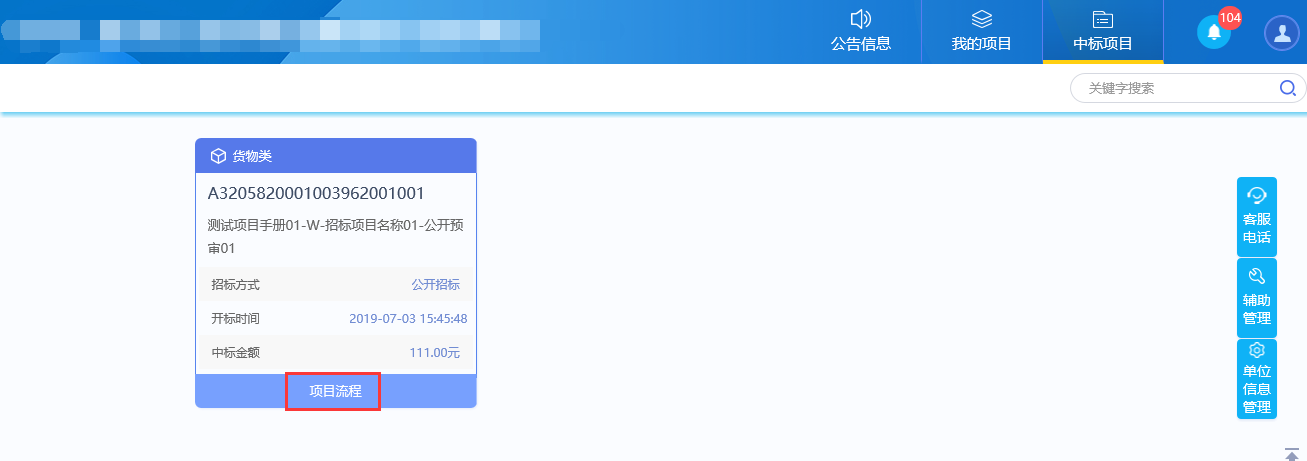 公告信息
我的项目
中标项目
104
关键字搜索
货物类
A3205820001003962001001
测试项目手册01-W-招标项目名称01-公开预
审01
招标方式
公开招标
开标时间
2019-07-03 15:45:48
中标金额
111.00元
项目流程
客服
电话
辅助
管理
单位
信息
管理